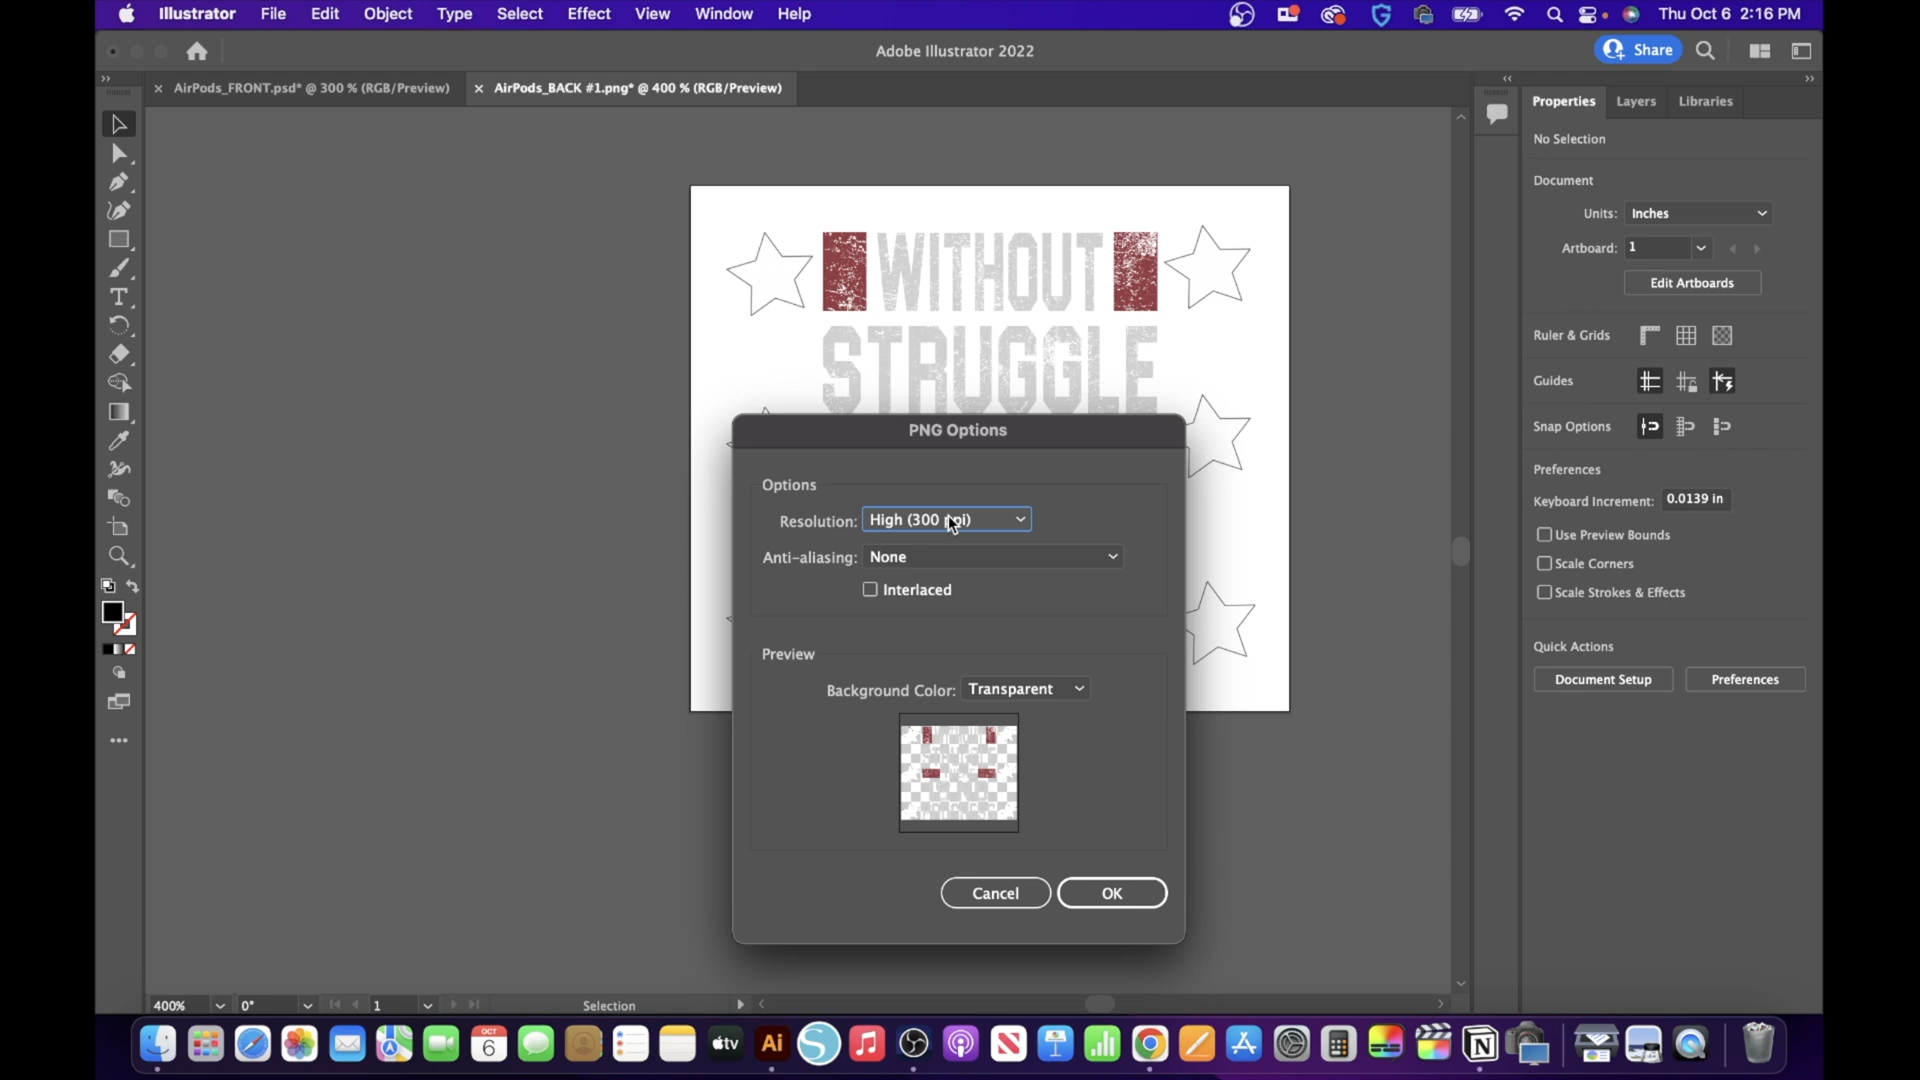 Illustrator File Edit Object Type Select Effect View Window Help
Thu Oct 6 2:16 PM
Adobe Illustrator 2022
Share
AirPods_FRONT.psd* @ 300 % (RGB/Preview)
AirPods_BACK #1.png* @ 400 % (RGB/Preview)
Properties Layers Libraries
No Selection
Document
Units: Inches
Artboard: 1
Edit Artboards
Ruler & Grids
Guides
Snap Options
Preferences
Keyboard Increment: 0.0139 in
Use Preview Bounds
Scale Corners
Scale Strokes & Effects
Quick Actions
Document Setup Preferences
WITHOUT
STRUGGLE
PNG Options
Options
Resolution: High (300 ppi)
Anti-aliasing: None
Interlaced
Preview
Background Color: Transparent
Cancel OK
400% 0° 1 Selection
OCT
6
tv
Ai